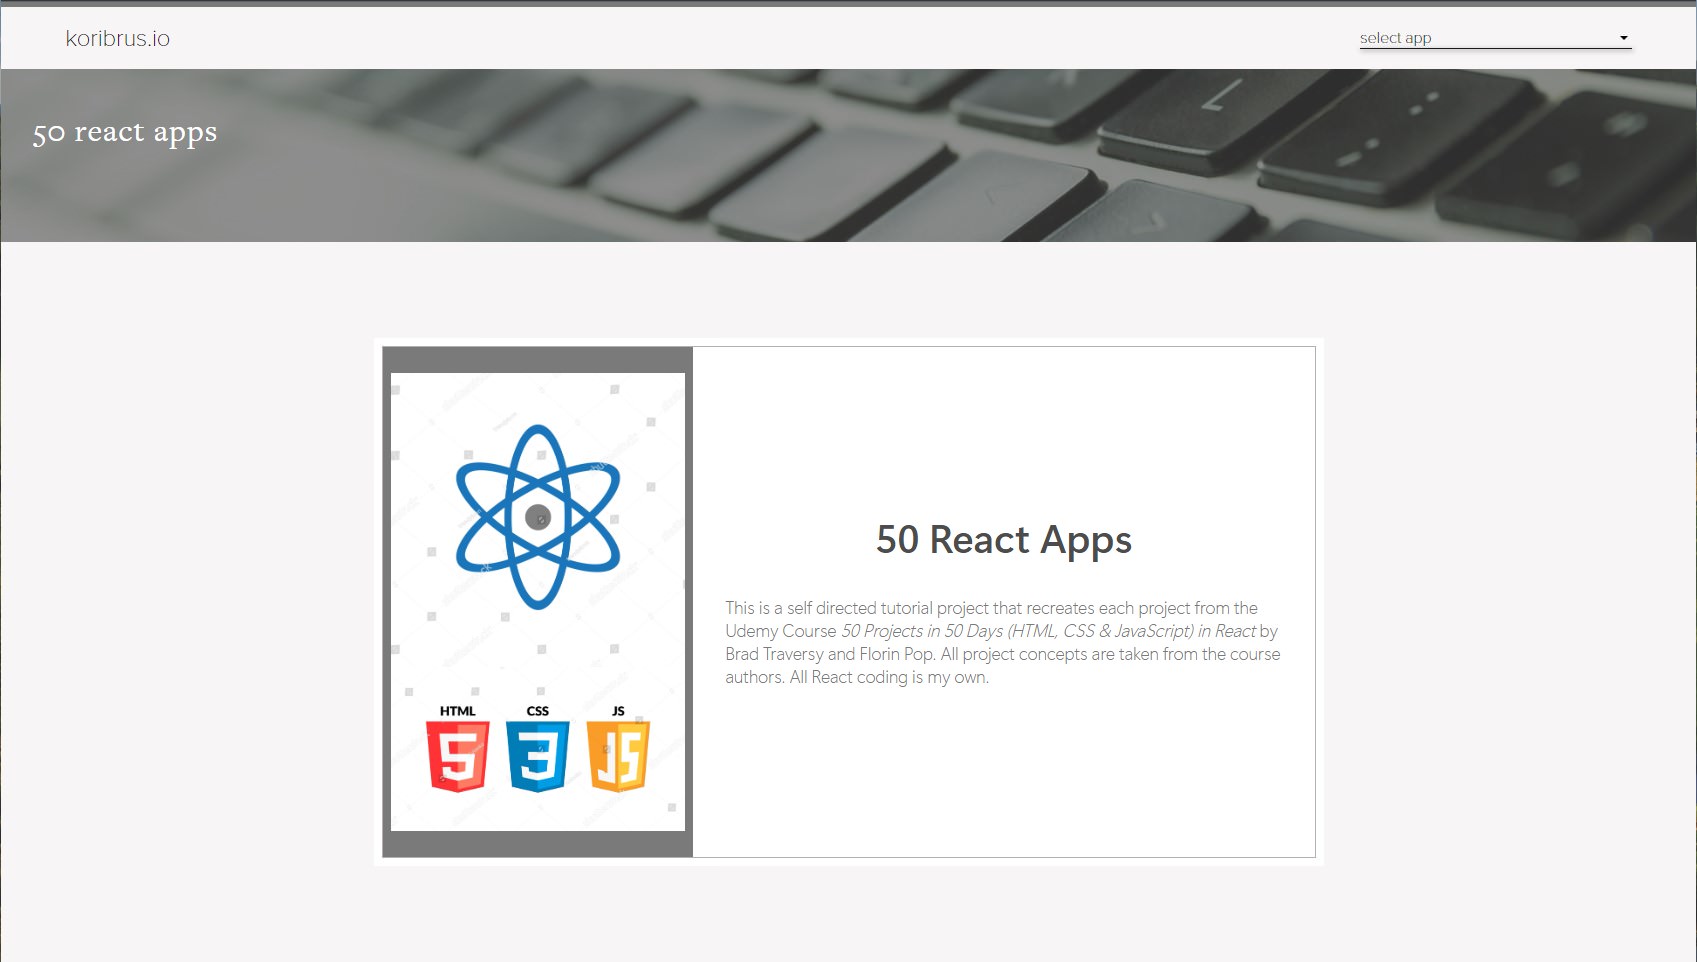 koribrus.io
select app
50 react apps
L
HTML
CSS
JS
5
3
JS
50 React Apps
This is a self directed tutorial project that recreates each project from the
Udemy Course 50 Projects in 50 Days (HTML, CSS & JavaScript) in React by
Brad Traversy and Florin Pop. All project concepts are taken from the course
authors. All React coding is my own.